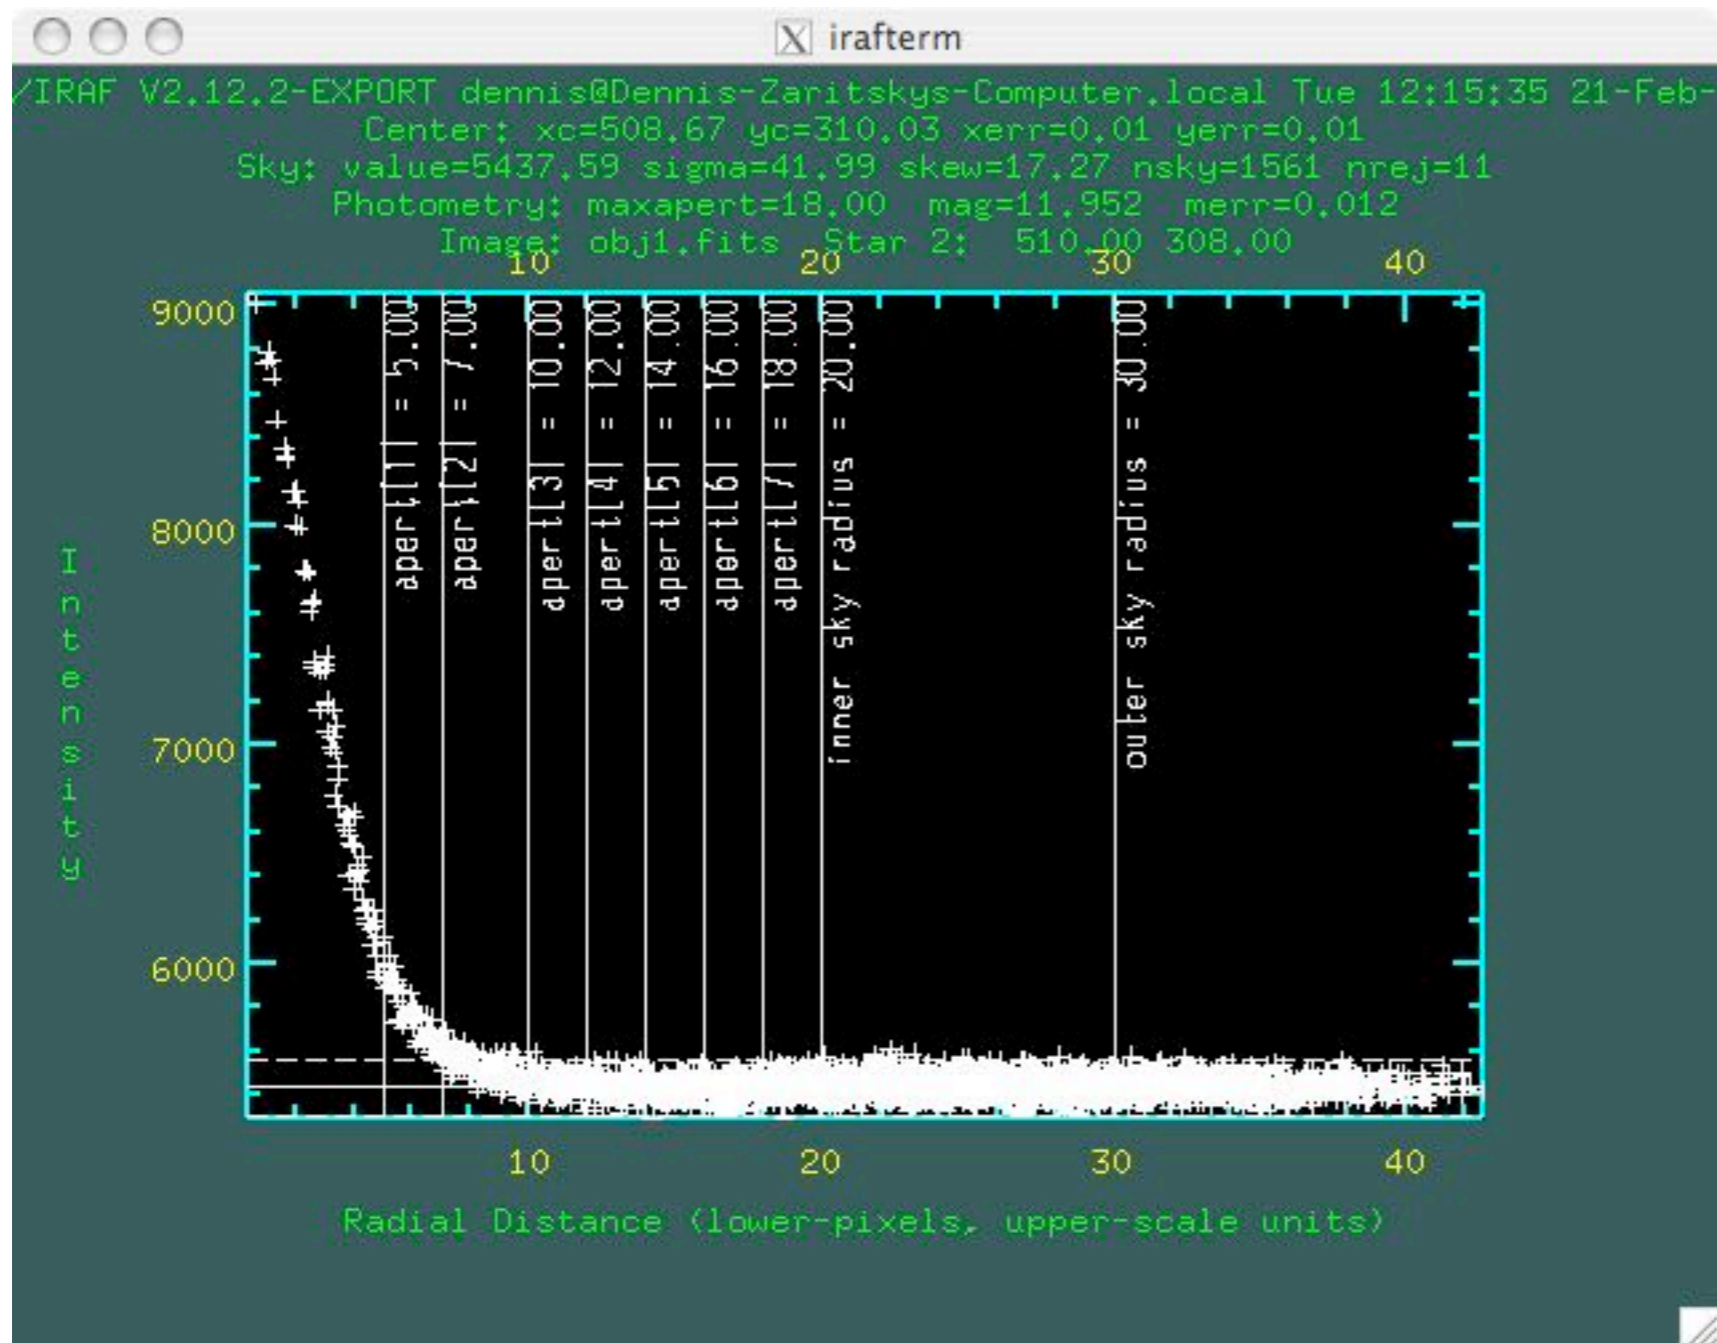 irafterm
/IRAF V2.12.2-EXPORT dennis@Dennis-Zaritskys-Computer.local Tue 12:15:35 21-Feb-
Center: xc=508.67 yc=310.03 xerr=0.01 yerr=0.01
Sky: value=5437.59 sigma=41.99 skew=17.27 nsky=1561 nrej=11
Photometry: maxapert=18.00 mag=11.952 merr=0.012
Image: obj1.fits Star 2: 510.00 308.00
10 20 30 40
9000
8000
7000
6000
Intensity
apert[1] = 5.00
apert[2] = 7.00
apert[3] = 10.00
apert[4] = 12.00
apert[5] = 14.00
apert[6] = 16.00
apert[7] = 18.00
inner sky radius = 20.00
outer sky radius = 30.00
10 20 30 40
Radial Distance (lower-pixels, upper-scale units)